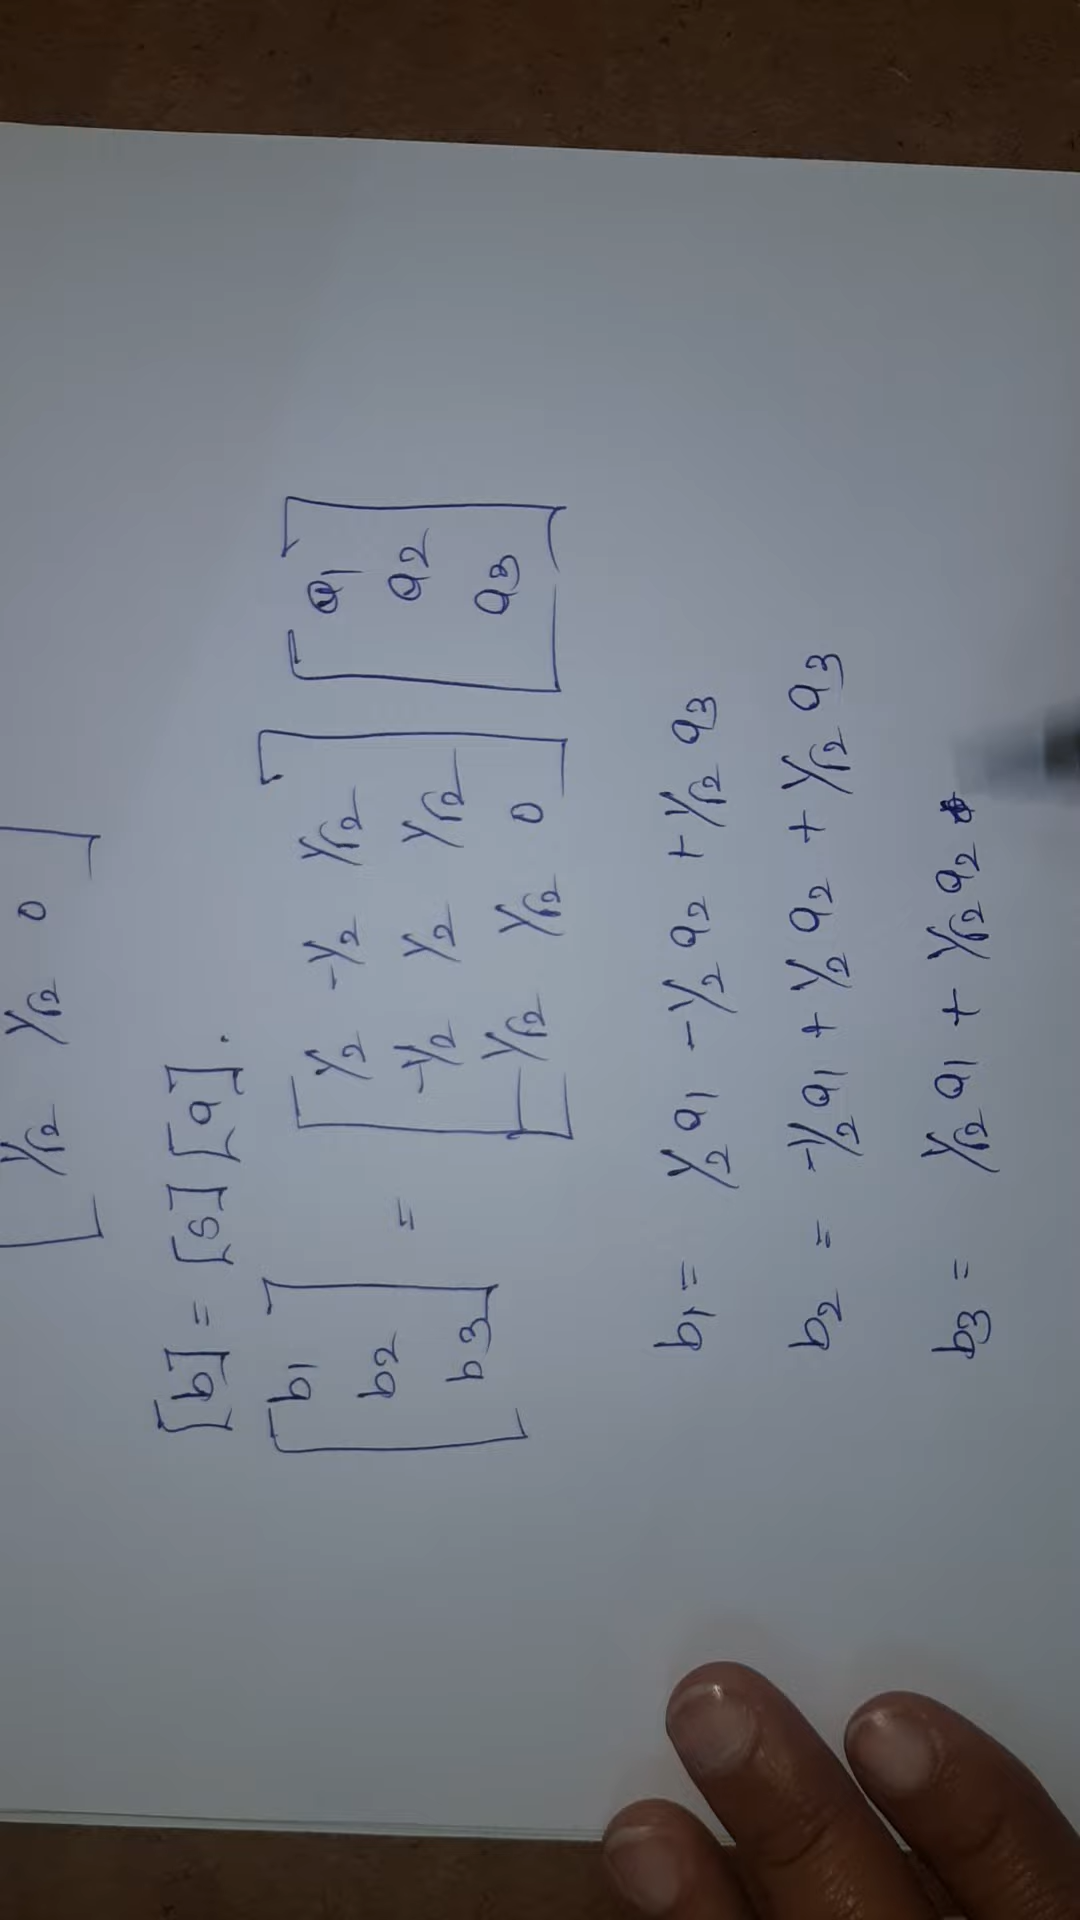 1/√2 1/√2 0
[b] = [s] [a].
[b1 b2 b3] = [1/2 -1/2 1/√2
-1/2 1/2 1/√2
1/√2 1/√2 0] [a1 a2 a3]
b1 = 1/2 a1 - 1/2 a2 + 1/√2 a3
b2 = -1/2 a1 + 1/2 a2 + 1/√2 a3
b3 = 1/√2 a1 + 1/√2 a2